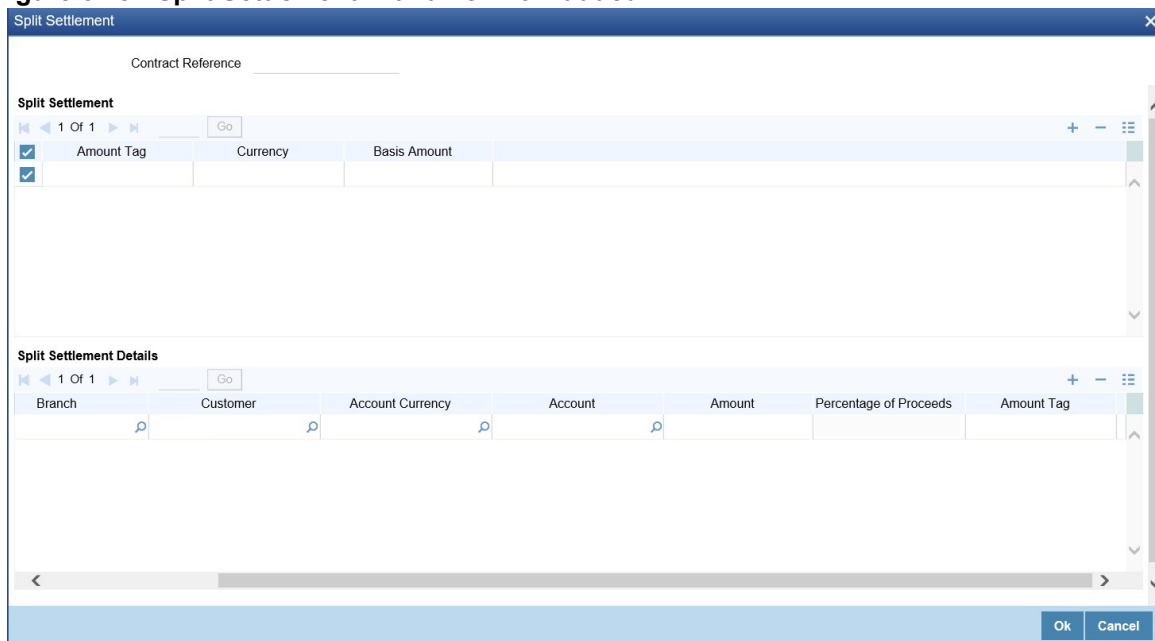 Split Settlement
Contract Reference
Split Settlement
1 Of 1 Go
Amount Tag Currency Basis Amount
Split Settlement Details
1 Of 1 Go
Branch Customer Account Currency Account Amount Percentage of Proceeds Amount Tag
Ok Cancel